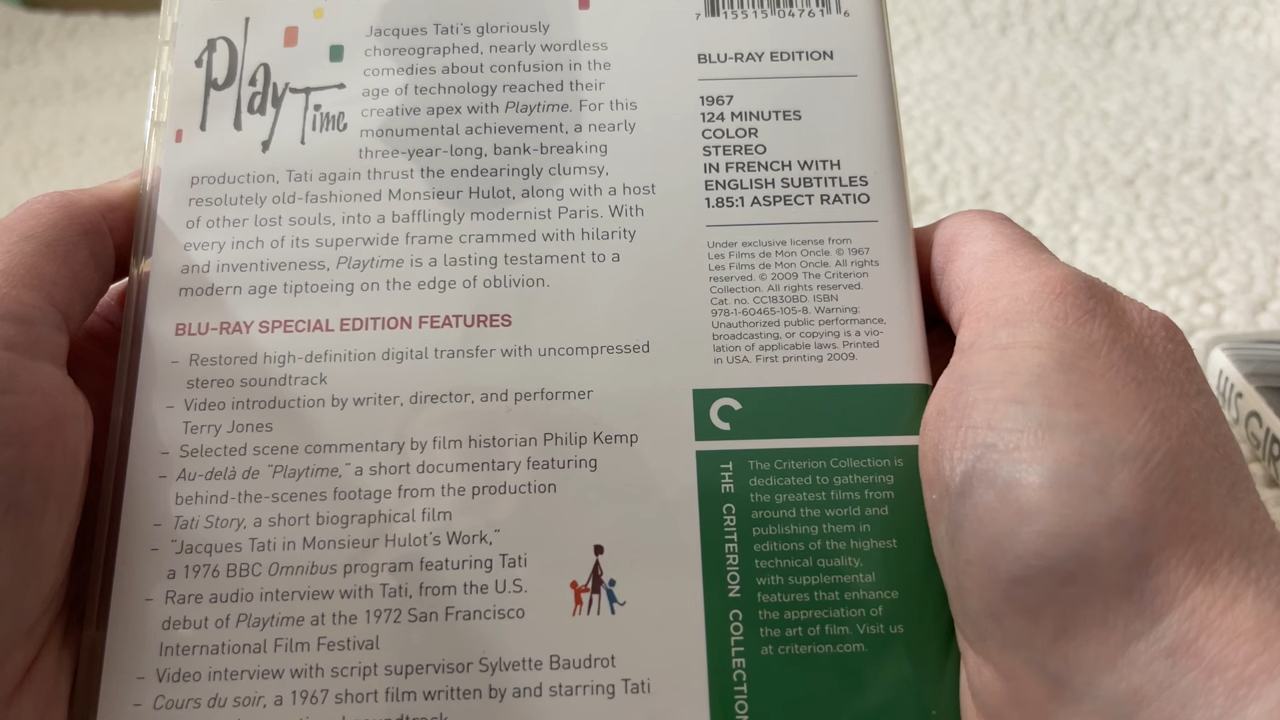 PlayTime
Jacques Tati's gloriously
choreographed, nearly wordless
comedies about confusion in the
age of technology reached their
creative apex with Playtime. For this
monumental achievement, a nearly
three-year-long, bank-breaking
production, Tati again thrust the endearingly clumsy,
resolutely old-fashioned Monsieur Hulot, along with a host
of other lost souls, into a bafflingly modernist Paris. With
every inch of its superwide frame crammed with hilarity
and inventiveness, Playtime is a lasting testament to a
modern age tiptoeing on the edge of oblivion.
BLU-RAY SPECIAL EDITION FEATURES
– Restored high-definition digital transfer with uncompressed
stereo soundtrack
– Video introduction by writer, director, and performer
Terry Jones
– Selected scene commentary by film historian Philip Kemp
– Au-delà de "Playtime," a short documentary featuring
behind-the-scenes footage from the production
– Tati Story, a short biographical film
– "Jacques Tati in Monsieur Hulot's Work,"
a 1976 BBC Omnibus program featuring Tati
– Rare audio interview with Tati, from the U.S.
debut of Playtime at the 1972 San Francisco
International Film Festival
– Video interview with script supervisor Sylvette Baudrot
– Cours du soir, a 1967 short film written by and starring Tati
7 15515 04761 6
BLU-RAY EDITION
1967
124 MINUTES
COLOR
STEREO
IN FRENCH WITH
ENGLISH SUBTITLES
1.85:1 ASPECT RATIO
Under exclusive license from
Les Films de Mon Oncle. © 1967
Les Films de Mon Oncle. All rights
reserved. © 2009 The Criterion
Collection. All rights reserved.
Cat. no. CC1830BD. ISBN
978-1-60465-105-8. Warning:
Unauthorized public performance,
broadcasting, or copying is a vio-
lation of applicable laws. Printed
in USA. First printing 2009.
THE CRITERION COLLECTION
The Criterion Collection is
dedicated to gathering
the greatest films from
around the world and
publishing them in
editions of the highest
technical quality,
with supplemental
features that enhance
the appreciation of
the art of film. Visit us
at criterion.com.
HIS GIR